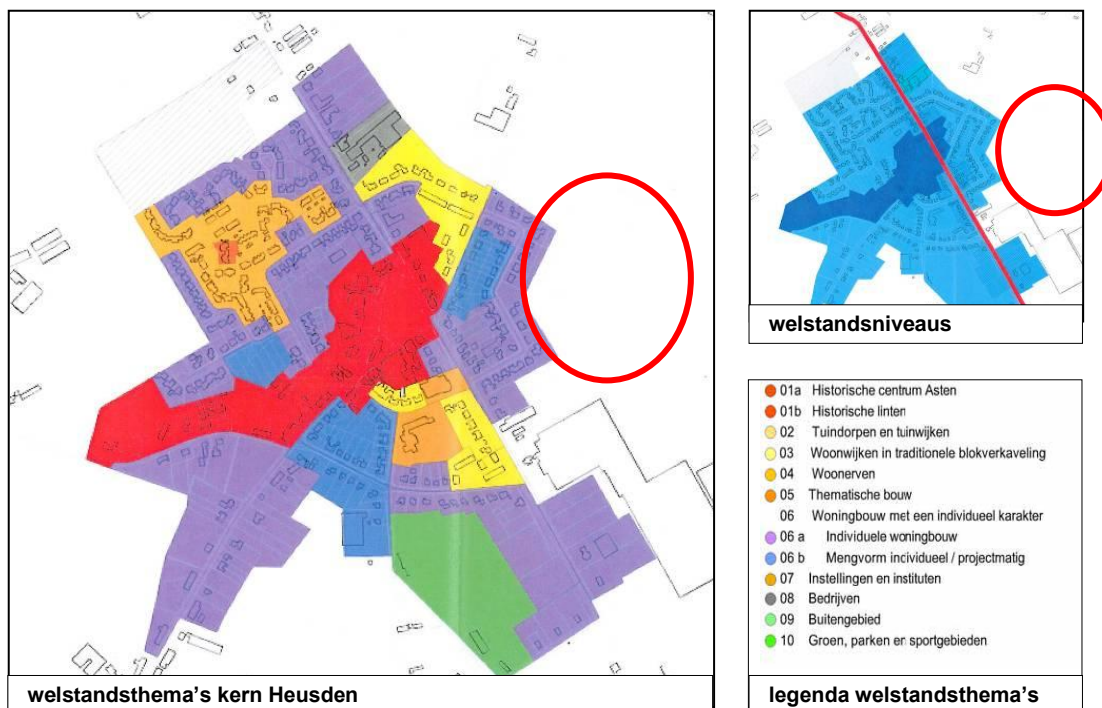 welstandsthema's kern Heusden
welstandsniveaus
01a Historische centrum Asten
01b Historische linten
02 Tuindorpen en tuinwijken
03 Woonwijken in traditionele blokverkaveling
04 Woonerven
05 Thematische bouw
06 Woningbouw met een individueel karakter
06 a Individuele woningbouw
06 b Mengvorm individueel / projectmatig
07 Instellingen en instituten
08 Bedrijven
09 Buitengebied
10 Groen, parken en sportgebieden
legenda welstandsthema's